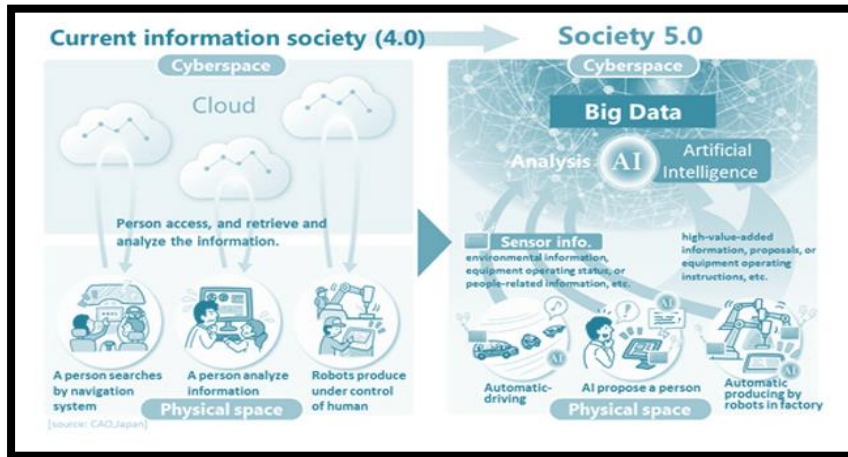 Current information society (4.0)
Society 5.0
Cyberspace
Cloud
Person access, and retrieve and
analyze the information.
A person searches
by navigation
system
A person analyze
information
Robots produce
under control
of human
Physical space
[source: CAO,Japan]
Cyberspace
Big Data
Analysis
AI
Artificial
Intelligence
Sensor info.
environmental information,
equipment operating status, or
people-related information, etc.
high-value-added
information, proposals, or
equipment operating
instructions, etc.
AI
AI
AI
Automatic-
driving
AI propose a person
Automatic
producing by
robots in factory
Physical space